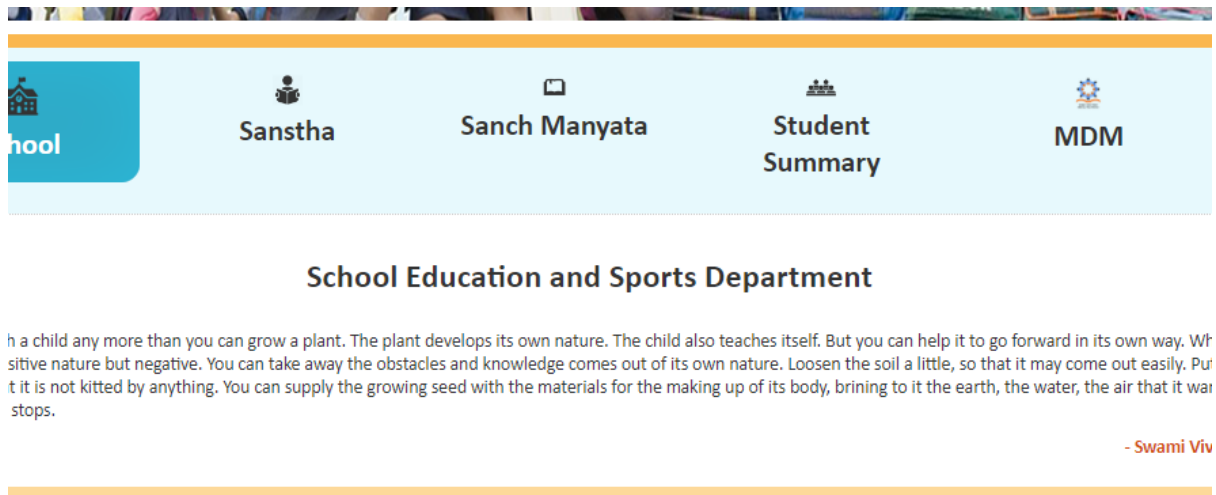 hool
Sanstha
Sanch Manyata
Student
Summary
MDM
School Education and Sports Department
h a child any more than you can grow a plant. The plant develops its own nature. The child also teaches itself. But you can help it to go forward in its own way. Wh
sitive nature but negative. You can take away the obstacles and knowledge comes out of its own nature. Loosen the soil a little, so that it may come out easily. Put
t it is not kitted by anything. You can supply the growing seed with the materials for the making up of its body, brining to it the earth, the water, the air that it wan
stops.
- Swami Viv